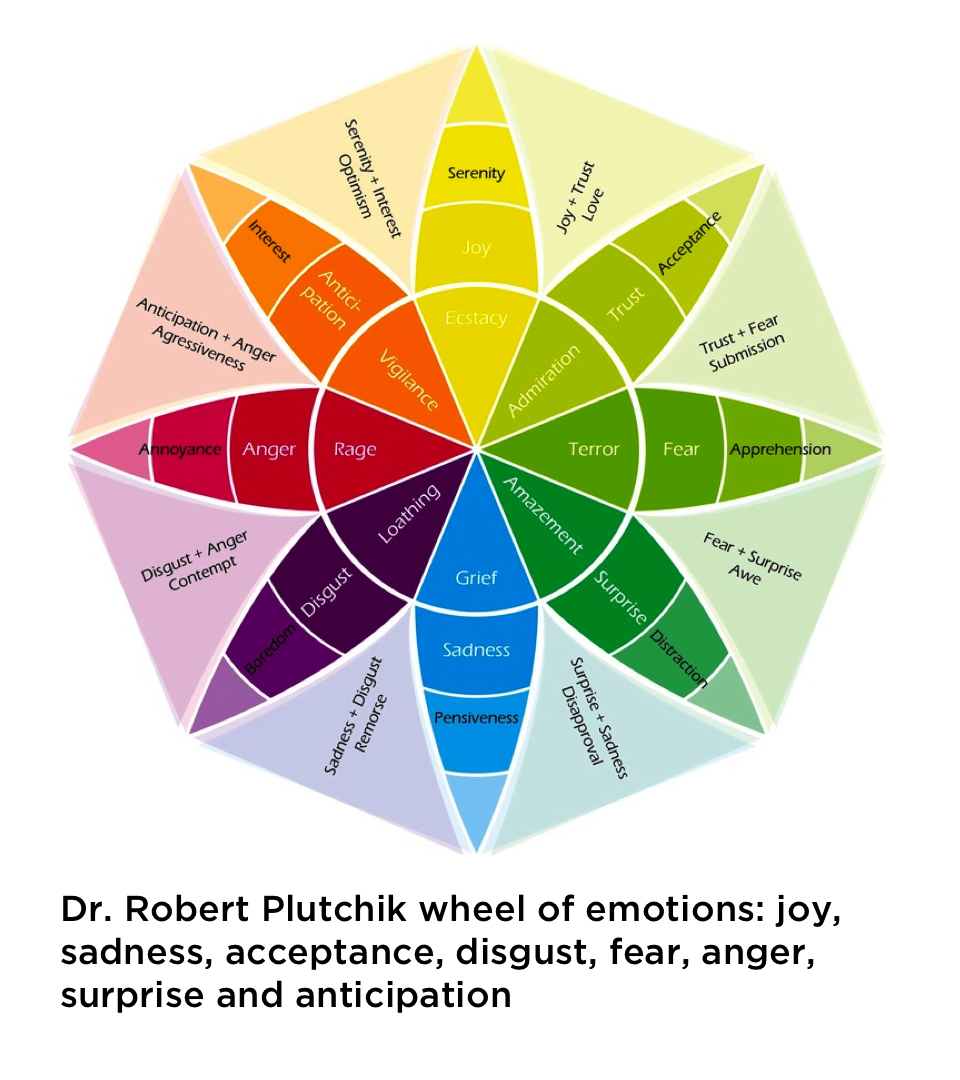 Serenity + Interest
Optimism
Serenity
Joy + Trust
Love
Interest
Antici-
pation
Joy
Trust
Acceptance
Anticipation + Anger
Agressiveness
Vigilance
Ecstacy
Admiration
Trust + Fear
Submission
Annoyance
Anger
Rage
Terror
Fear
Apprehension
Disgust + Anger
Contempt
Boredom
Disgust
Loathing
Grief
Amazement
Surprise
Distraction
Fear + Surprise
Awe
Sadness + Disgust
Remorse
Sadness
Pensiveness
Surprise + Sadness
Disapproval
Dr. Robert Plutchik wheel of emotions: joy,
sadness, acceptance, disgust, fear, anger,
surprise and anticipation